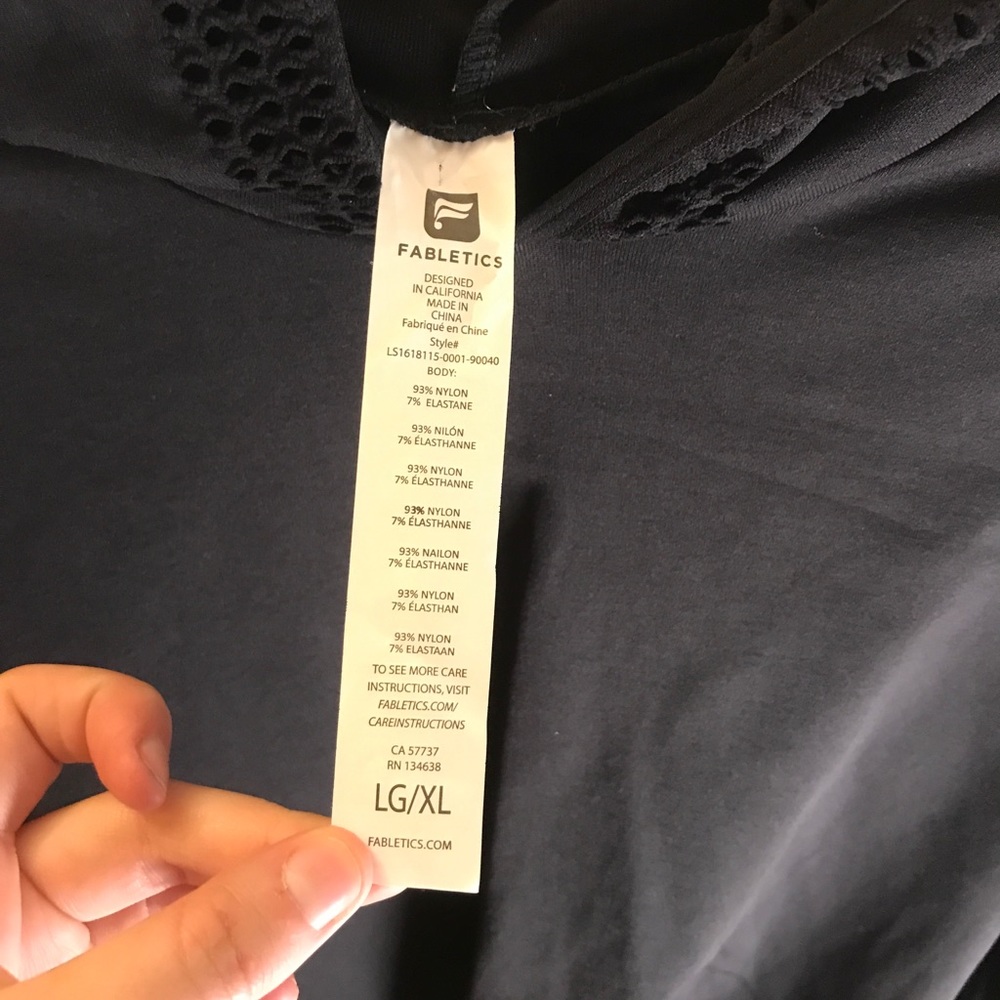 FABLETICS
DESIGNED
IN CALIFORNIA
MADE IN
CHINA
Fabriqué en Chine
Style#
LS1618115-0001-90040
BODY:
93% NYLON
7% ELASTANE
93% NILÓN
7% ÉLASTHANNE
93% NYLON
7% ÉLASTHANNE
93% NYLON
7% ÉLASTHANNE
93% NAILON
7% ÉLASTHANNE
93% NYLON
7% ÉLASTHAN
93% NYLON
7% ELASTAAN
TO SEE MORE CARE
INSTRUCTIONS, VISIT
FABLETICS.COM/
CAREINSTRUCTIONS
CA 57737
RN 134638
LG/XL
FABLETICS.COM